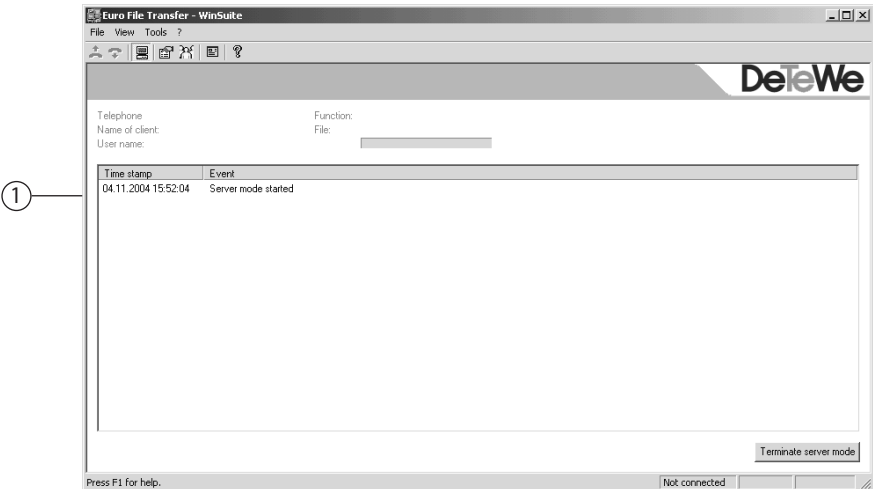 Euro File Transfer - WinSuite
File View Tools ?
DeTeWe
Telephone Function:
Name of client: File:
User name:
1
Time stamp Event
04.11.2004 15:52:04 Server mode started
Terminate server mode
Press F1 for help. Not connected